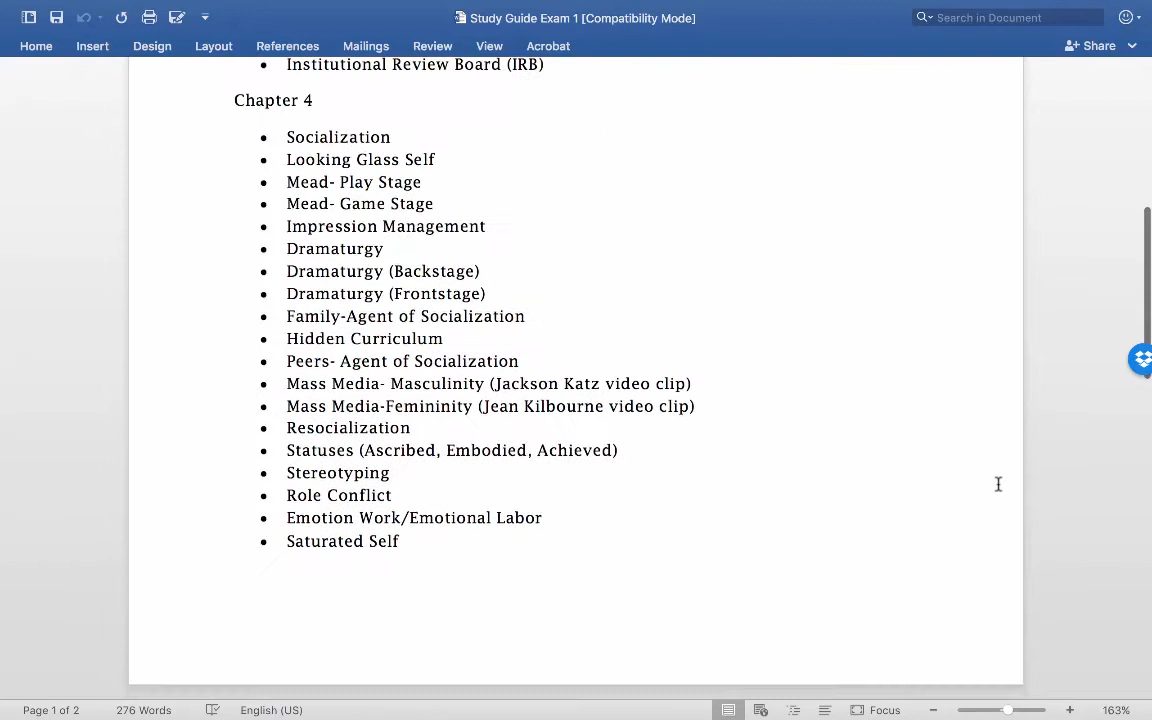 Study Guide Exam 1 [Compatibility Mode]
Search in Document
Home Insert Design Layout References Mailings Review View Acrobat Share
• Institutional Review Board (IRB)
Chapter 4
• Socialization
• Looking Glass Self
• Mead- Play Stage
• Mead- Game Stage
• Impression Management
• Dramaturgy
• Dramaturgy (Backstage)
• Dramaturgy (Frontstage)
• Family-Agent of Socialization
• Hidden Curriculum
• Peers- Agent of Socialization
• Mass Media- Masculinity (Jackson Katz video clip)
• Mass Media-Femininity (Jean Kilbourne video clip)
• Resocialization
• Statuses (Ascribed, Embodied, Achieved)
• Stereotyping
• Role Conflict
• Emotion Work/Emotional Labor
• Saturated Self
Page 1 of 2 276 Words English (US) Focus 163%